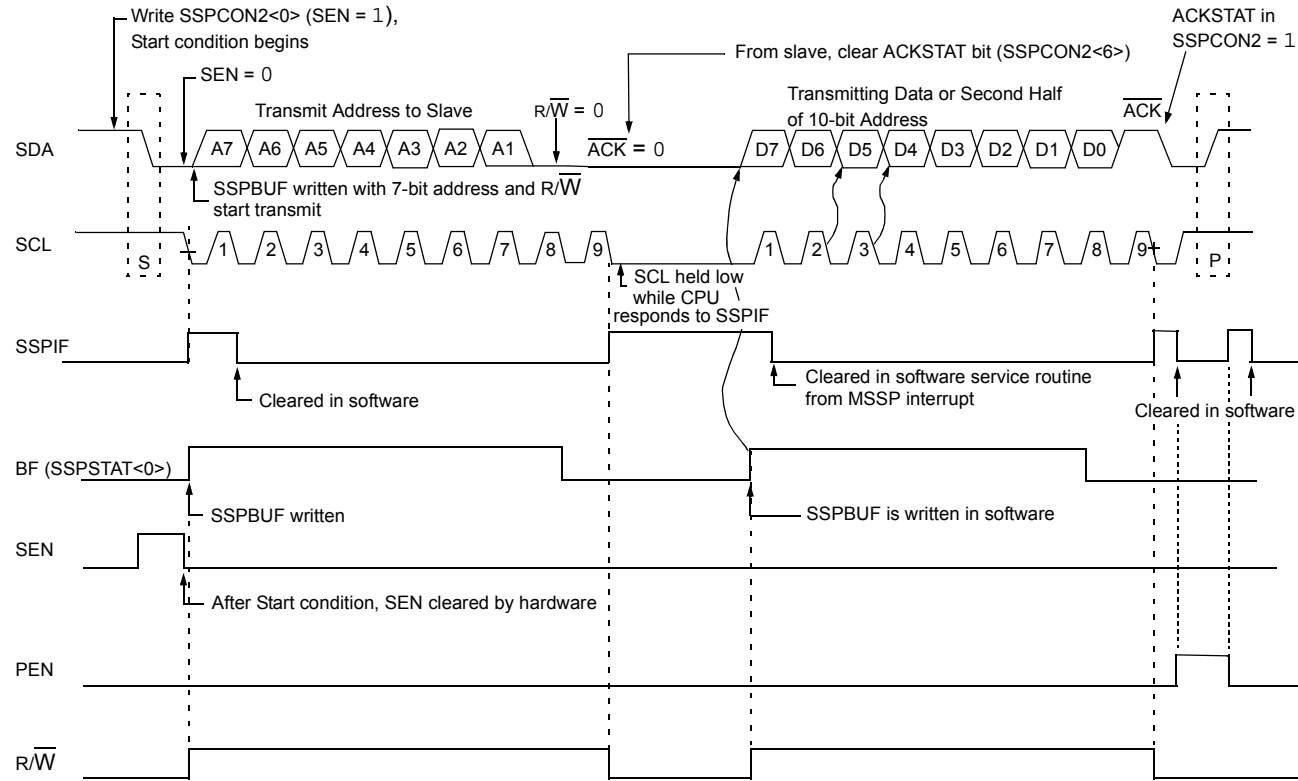 Write SSPCON2<0> (SEN = 1),
Start condition begins
ACKSTAT in
SSPCON2 = 1
From slave, clear ACKSTAT bit (SSPCON2<6>)
SEN = 0
Transmit Address to Slave
R/W̅ = 0
Transmitting Data or Second Half
of 10-bit Address
A̅C̅K̅
SDA
A7 A6 A5 A4 A3 A2 A1
A̅C̅K̅ = 0
D7 D6 D5 D4 D3 D2 D1 D0
SSPBUF written with 7-bit address and R/W̅
start transmit
SCL
S
1 2 3 4 5 6 7 8 9
1 2 3 4 5 6 7 8 9
P
SCL held low
while CPU
responds to SSPIF
SSPIF
Cleared in software
Cleared in software service routine
from MSSP interrupt
Cleared in software
BF (SSPSTAT<0>)
SSPBUF written
SSPBUF is written in software
SEN
After Start condition, SEN cleared by hardware
PEN
R/W̅